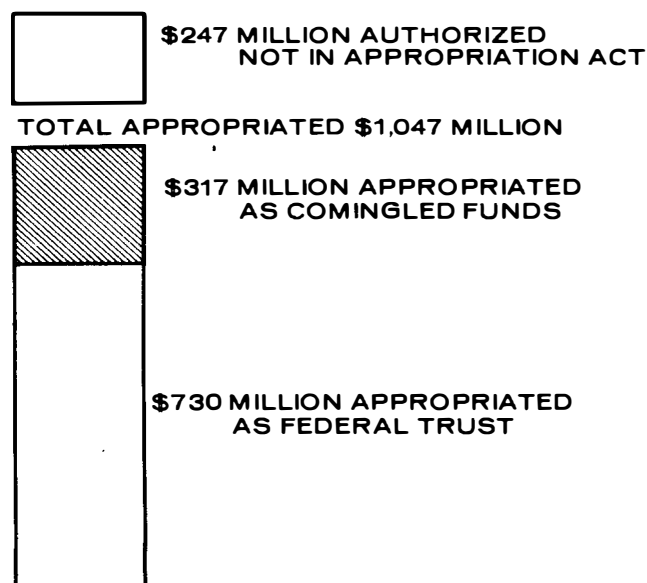 $247 MILLION AUTHORIZED
NOT IN APPROPRIATION ACT
TOTAL APPROPRIATED $1,047 MILLION
$317 MILLION APPROPRIATED
AS COMINGLED FUNDS
$730 MILLION APPROPRIATED
AS FEDERAL TRUST